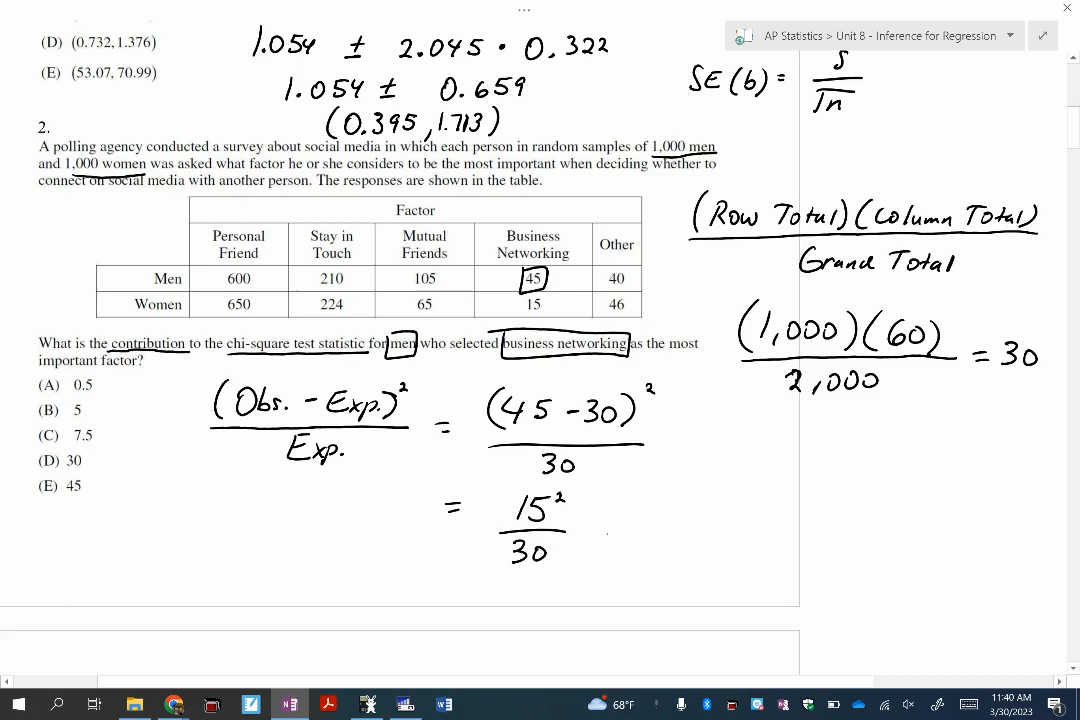 (D) (0.732, 1.376)
(E) (53.07, 70.99)
1.054 ± 2.045 · 0.322
1.054 ± 0.659
(0.395, 1.713)
AP Statistics > Unit 8 - Inference for Regression
SE(b) = s/√n
2.
A polling agency conducted a survey about social media in which each person in random samples of 1,000 men
and 1,000 women was asked what factor he or she considers to be the most important when deciding whether to
connect on social media with another person. The responses are shown in the table.
Factor
Personal Friend Stay in Touch Mutual Friends Business Networking Other
Men 600 210 105 45 40
Women 650 224 65 15 46
(Row Total)(Column Total)
Grand Total
(1,000)(60)
2,000
= 30
What is the contribution to the chi-square test statistic for men who selected business networking as the most
important factor?
(A) 0.5
(B) 5
(C) 7.5
(D) 30
(E) 45
(Obs. - Exp.)²
Exp.
= (45 - 30)²
30
= 15²
30
68°F
11:40 AM
3/30/2023